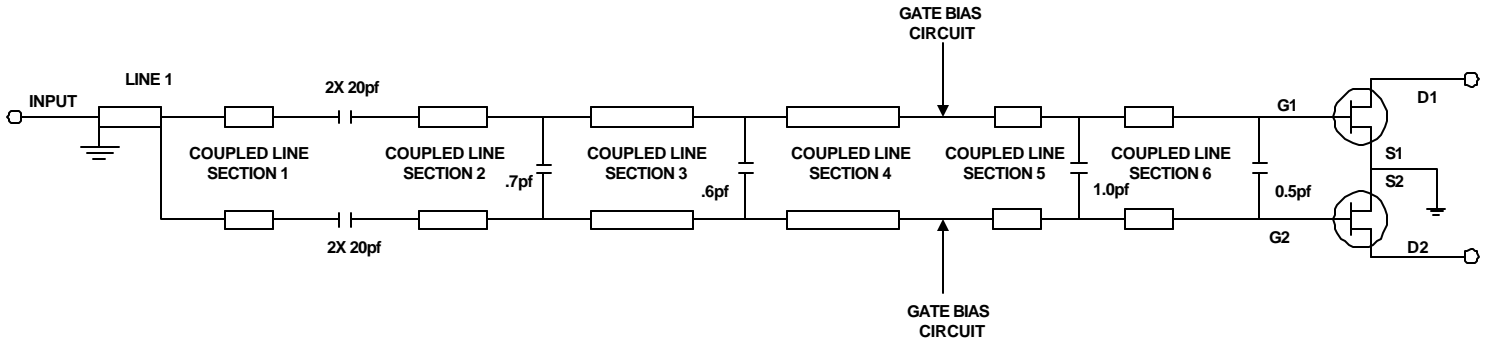 GATE BIAS
CIRCUIT
LINE 1
INPUT
2X 20pf
G1
D1
COUPLED LINE
SECTION 1
COUPLED LINE
SECTION 2
.7pf
COUPLED LINE
SECTION 3
.6pf
COUPLED LINE
SECTION 4
COUPLED LINE
SECTION 5
1.0pf
COUPLED LINE
SECTION 6
0.5pf
S1
S2
2X 20pf
G2
D2
GATE BIAS
CIRCUIT